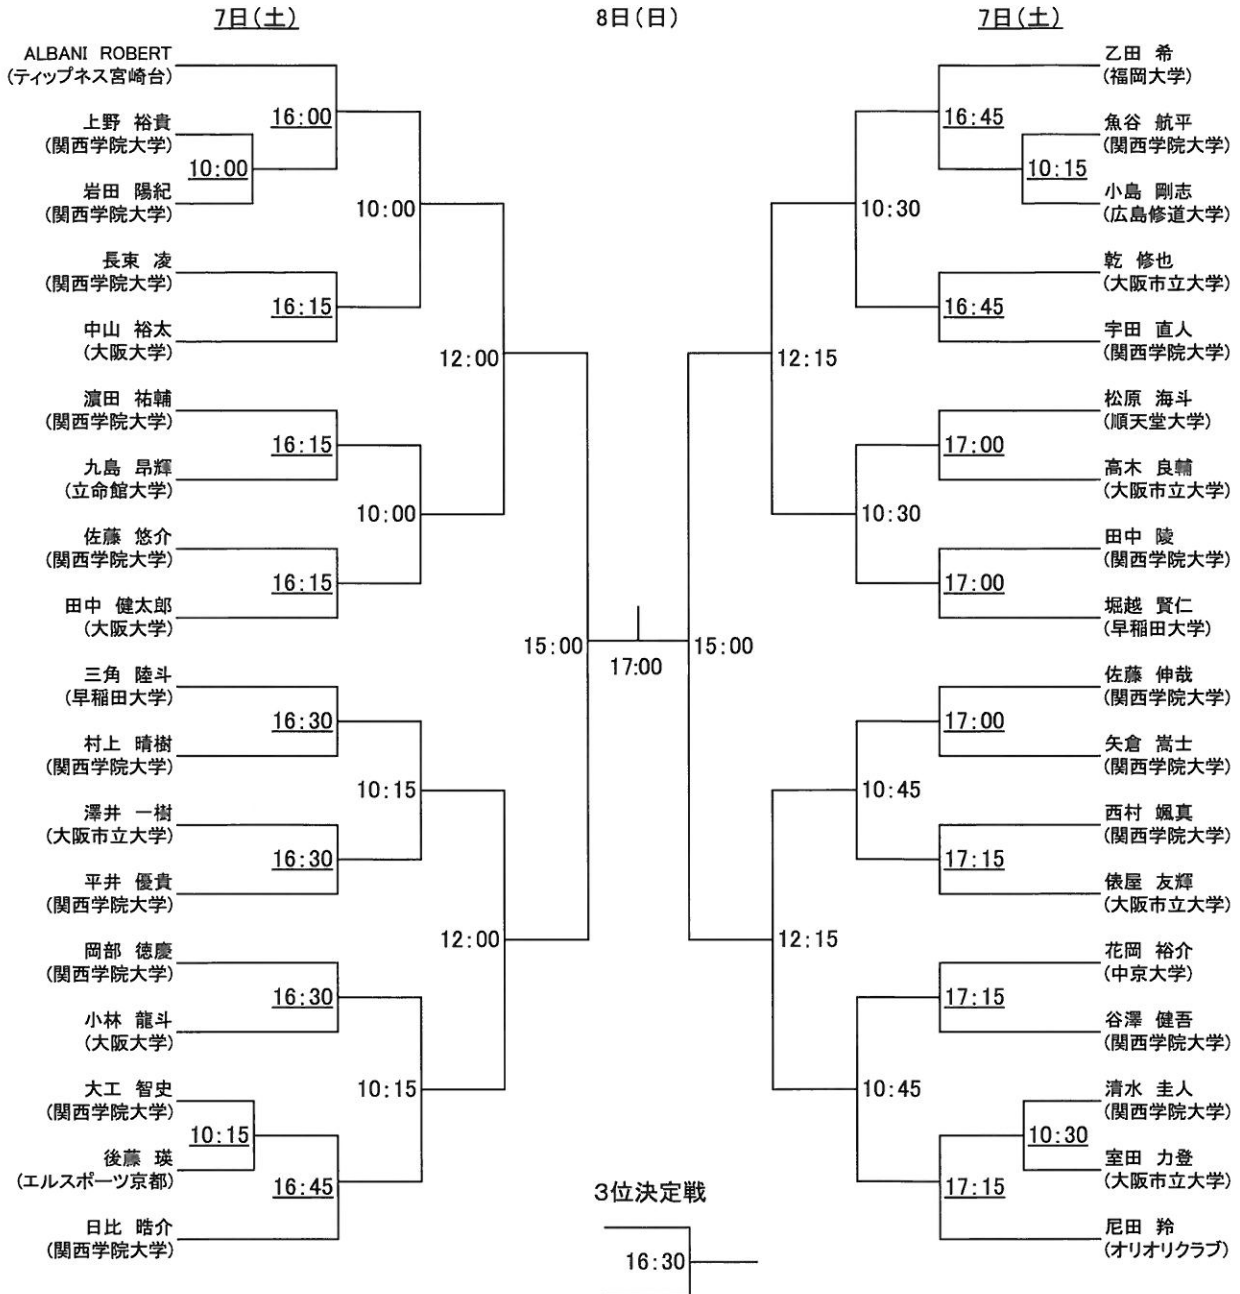 7日(土)
8日(日)
7日(土)
ALBANI ROBERT
(ティップネス宮崎台)
16:00
上野 裕貴
(関西学院大学)
10:00
岩田 陽紀
(関西学院大学)
10:00
長束 凌
(関西学院大学)
16:15
中山 裕太
(大阪大学)
12:00
濵田 祐輔
(関西学院大学)
16:15
九島 昂輝
(立命館大学)
10:00
佐藤 悠介
(関西学院大学)
16:15
田中 健太郎
(大阪大学)
15:00
三角 陸斗
(早稲田大学)
16:30
村上 晴樹
(関西学院大学)
10:15
澤井 一樹
(大阪市立大学)
16:30
平井 優貴
(関西学院大学)
12:00
岡部 徳慶
(関西学院大学)
16:30
小林 龍斗
(大阪大学)
10:15
大工 智史
(関西学院大学)
10:15
後藤 瑛
(エルスポーツ京都)
16:45
日比 晧介
(関西学院大学)
17:00
3位決定戦
16:30
乙田 希
(福岡大学)
16:45
魚谷 航平
(関西学院大学)
10:15
小島 剛志
(広島修道大学)
10:30
乾 修也
(大阪市立大学)
16:45
宇田 直人
(関西学院大学)
12:15
松原 海斗
(順天堂大学)
17:00
高木 良輔
(大阪市立大学)
10:30
田中 陵
(関西学院大学)
17:00
堀越 賢仁
(早稲田大学)
15:00
佐藤 伸哉
(関西学院大学)
17:00
矢倉 嵩士
(関西学院大学)
10:45
西村 颯真
(関西学院大学)
17:15
俵屋 友輝
(大阪市立大学)
12:15
花岡 裕介
(中京大学)
17:15
谷澤 健吾
(関西学院大学)
10:45
清水 圭人
(関西学院大学)
10:30
室田 力登
(大阪市立大学)
17:15
尼田 羚
(オリオリクラブ)